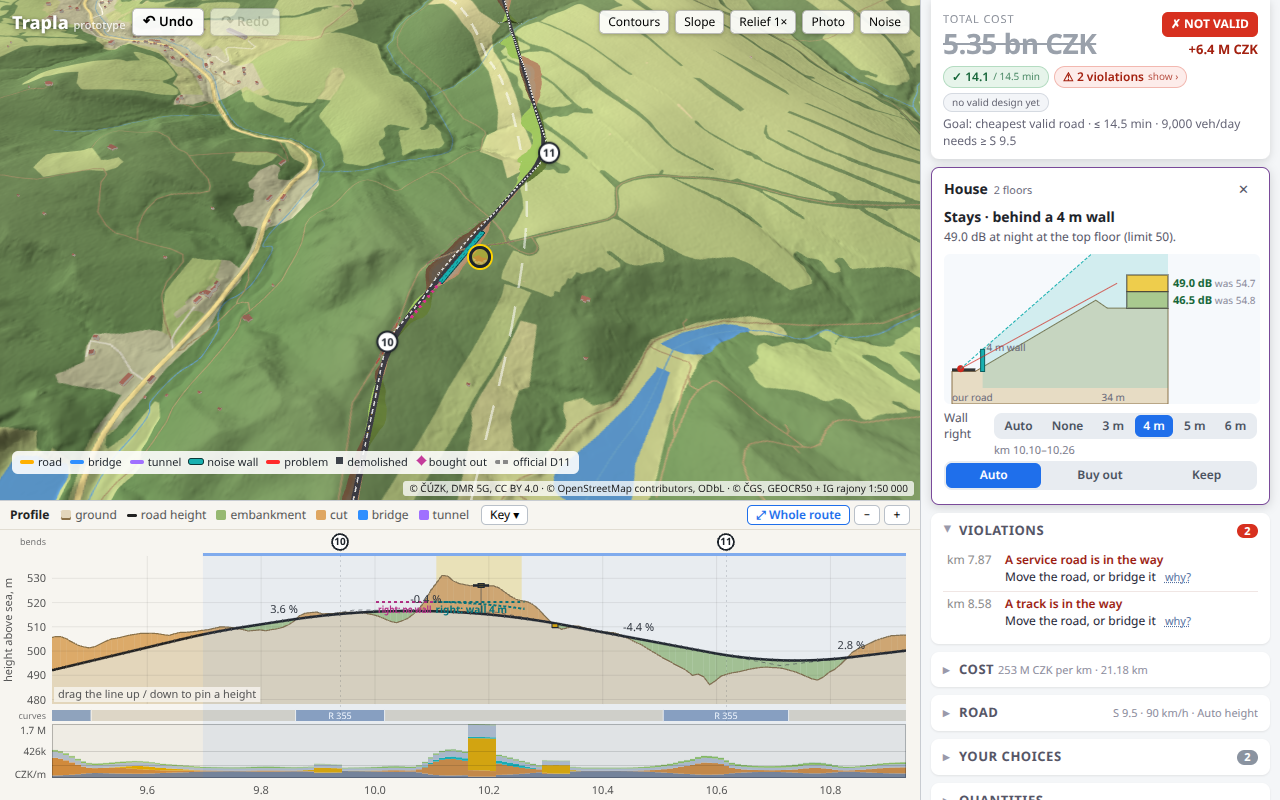 Trapla prototype
↶ Undo
↷ Redo
Contours
Slope
Relief 1×
Photo
Noise
11
10
road
bridge
tunnel
noise wall
problem
demolished
bought out
official D11
© ČÚZK, DMR 5G, CC BY 4.0 · © OpenStreetMap contributors, ODbL · © ČGS, GEOCR50 + IG rajony 1:50 000
Profile
ground
road height
embankment
cut
bridge
tunnel
Key ▾
⤢ Whole route
−
+
bends
10
11
height above sea, m
530
520
510
500
490
480
3.6 %
-0.4 %
right: no wall
right: wall 4 m
-4.4 %
2.8 %
drag the line up / down to pin a height
curves
R 355
R 355
1.7 M
426k
CZK/m
9.6
9.8
10.0
10.2
10.4
10.6
10.8
TOTAL COST
5.35 bn CZK
✗ NOT VALID
+6.4 M CZK
✓ 14.1 / 14.5 min
⚠ 2 violations show ›
no valid design yet
Goal: cheapest valid road · ≤ 14.5 min · 9,000 veh/day
needs ≥ S 9.5
House 2 floors
✕
Stays · behind a 4 m wall
49.0 dB at night at the top floor (limit 50).
49.0 dB was 54.7
46.5 dB was 54.8
4 m wall
our road
34 m
Wall
right
Auto
None
3 m
4 m
5 m
6 m
km 10.10–10.26
Auto
Buy out
Keep
VIOLATIONS
2
km 7.87
A service road is in the way
Move the road, or bridge it why?
km 8.58
A track is in the way
Move the road, or bridge it why?
COST 253 M CZK per km · 21.18 km
ROAD
S 9.5 · 90 km/h · Auto height
YOUR CHOICES
2
QUANTITIES